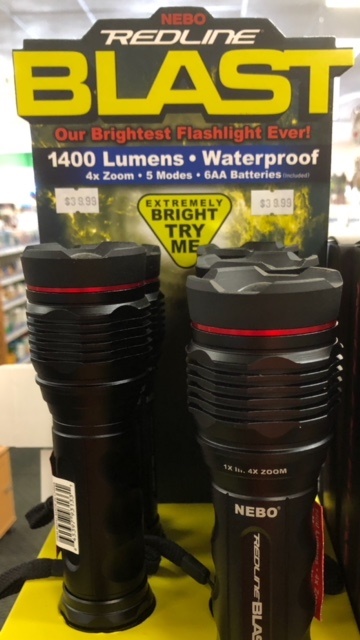 NEBO
REDLINE
BLAST
Our Brightest Flashlight Ever!
1400 Lumens • Waterproof
4x Zoom • 5 Modes • 6AA Batteries (Included)
$39.99
$39.99
EXTREMELY
BRIGHT
TRY
ME
4X ZOOM
NEBO
REDLINE BLAS